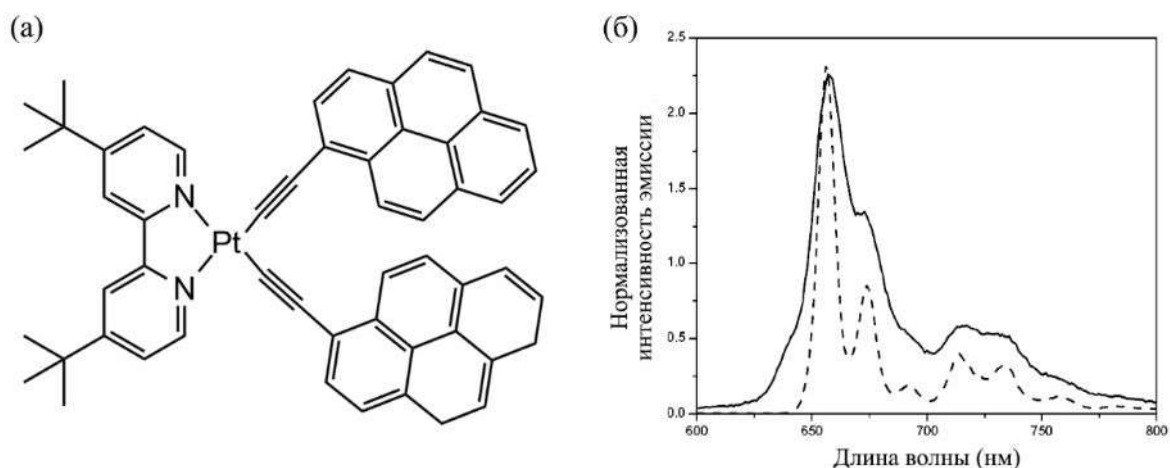 (а)
N
N
Pt
(б)
Нормализованная
интенсивность эмиссии
2.5
2.0
1.5
1.0
0.5
0.0
600
650
700
750
800
Длина волны (нм)